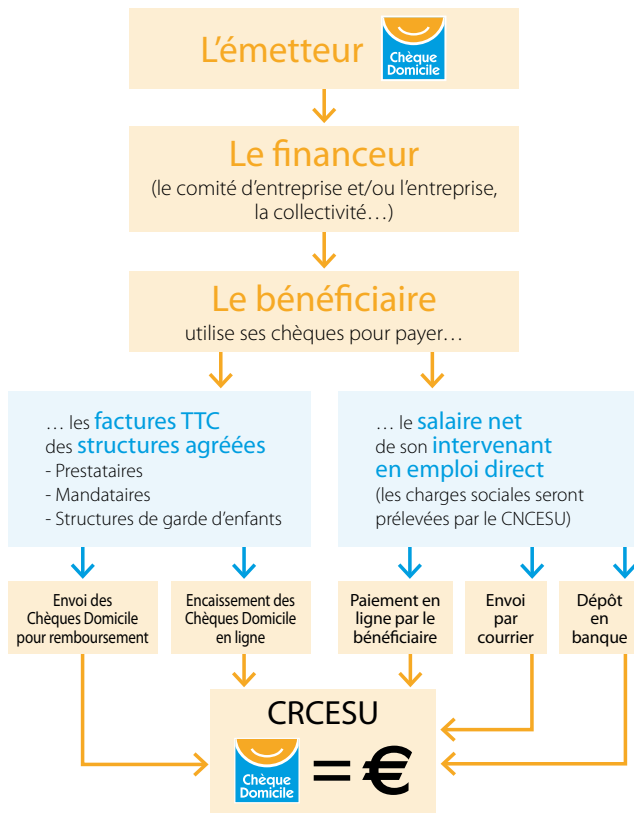 L'émetteur
Chèque
Domicile
Le financeur
(le comité d'entreprise et/ou l'entreprise,
la collectivité…)
Le bénéficiaire
utilise ses chèques pour payer…
… les factures TTC
des structures agréées
- Prestataires
- Mandataires
- Structures de garde d'enfants
… le salaire net
de son intervenant
en emploi direct
(les charges sociales seront
prélevées par le CNCESU)
Envoi des
Chèques Domicile
pour remboursement
Encaissement des
Chèques Domicile
en ligne
Paiement en
ligne par le
bénéficiaire
Envoi
par
courrier
Dépôt
en
banque
CRCESU
Chèque
Domicile
= €